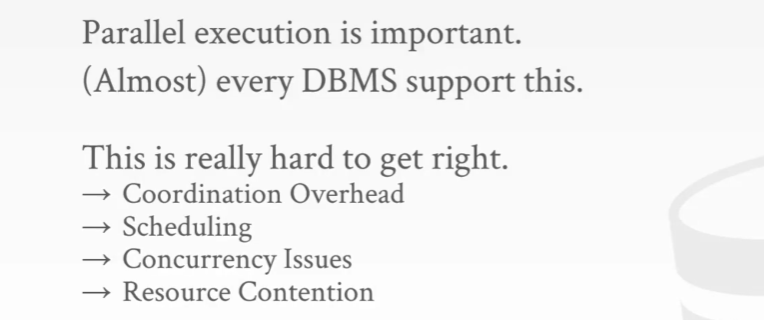 Parallel execution is important.
(Almost) every DBMS support this.
This is really hard to get right.
→ Coordination Overhead
→ Scheduling
→ Concurrency Issues
→ Resource Contention